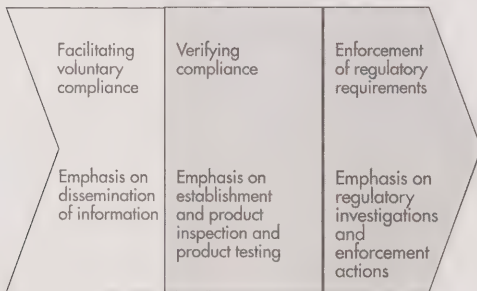 Facilitating
voluntary
compliance
Emphasis on
dissemination
of information
Verifying
compliance
Emphasis on
establishment
and product
inspection and
product testing
Enforcement
of regulatory
requirements
Emphasis on
regulatory
investigations
and
enforcement
actions